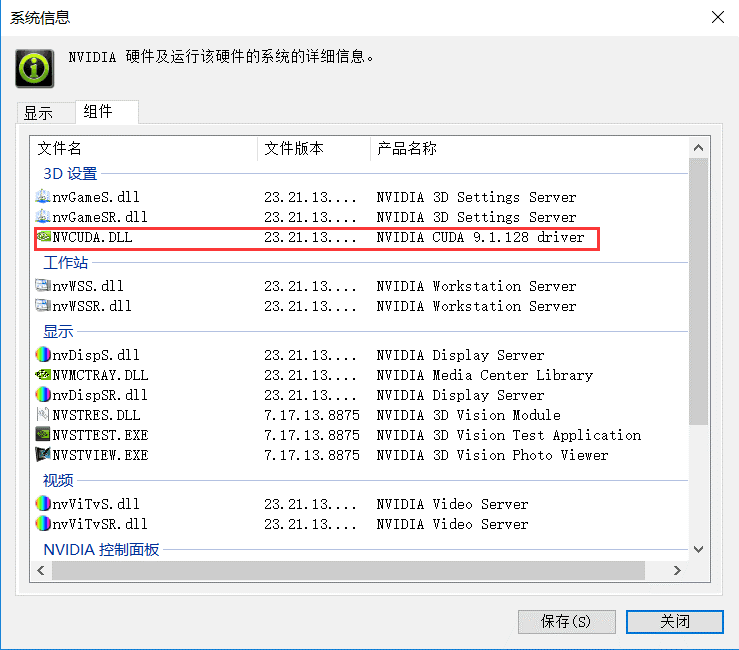 系统信息
NVIDIA 硬件及运行该硬件的系统的详细信息。
显示 组件
文件名 文件版本 产品名称
3D 设置
nvGameS.dll 23.21.13.... NVIDIA 3D Settings Server
nvGameSR.dll 23.21.13.... NVIDIA 3D Settings Server
NVCUDA.DLL 23.21.13.... NVIDIA CUDA 9.1.128 driver
工作站
nvWSS.dll 23.21.13.... NVIDIA Workstation Server
nvWSSR.dll 23.21.13.... NVIDIA Workstation Server
显示
nvDispS.dll 23.21.13.... NVIDIA Display Server
NVMCTRAY.DLL 23.21.13.... NVIDIA Media Center Library
nvDispSR.dll 23.21.13.... NVIDIA Display Server
NVSTRES.DLL 7.17.13.8875 NVIDIA 3D Vision Module
NVSTTEST.EXE 7.17.13.8875 NVIDIA 3D Vision Test Application
NVSTVIEW.EXE 7.17.13.8875 NVIDIA 3D Vision Photo Viewer
视频
nvViTvS.dll 23.21.13.... NVIDIA Video Server
nvViTvSR.dll 23.21.13.... NVIDIA Video Server
NVIDIA 控制面板
保存(S) 关闭